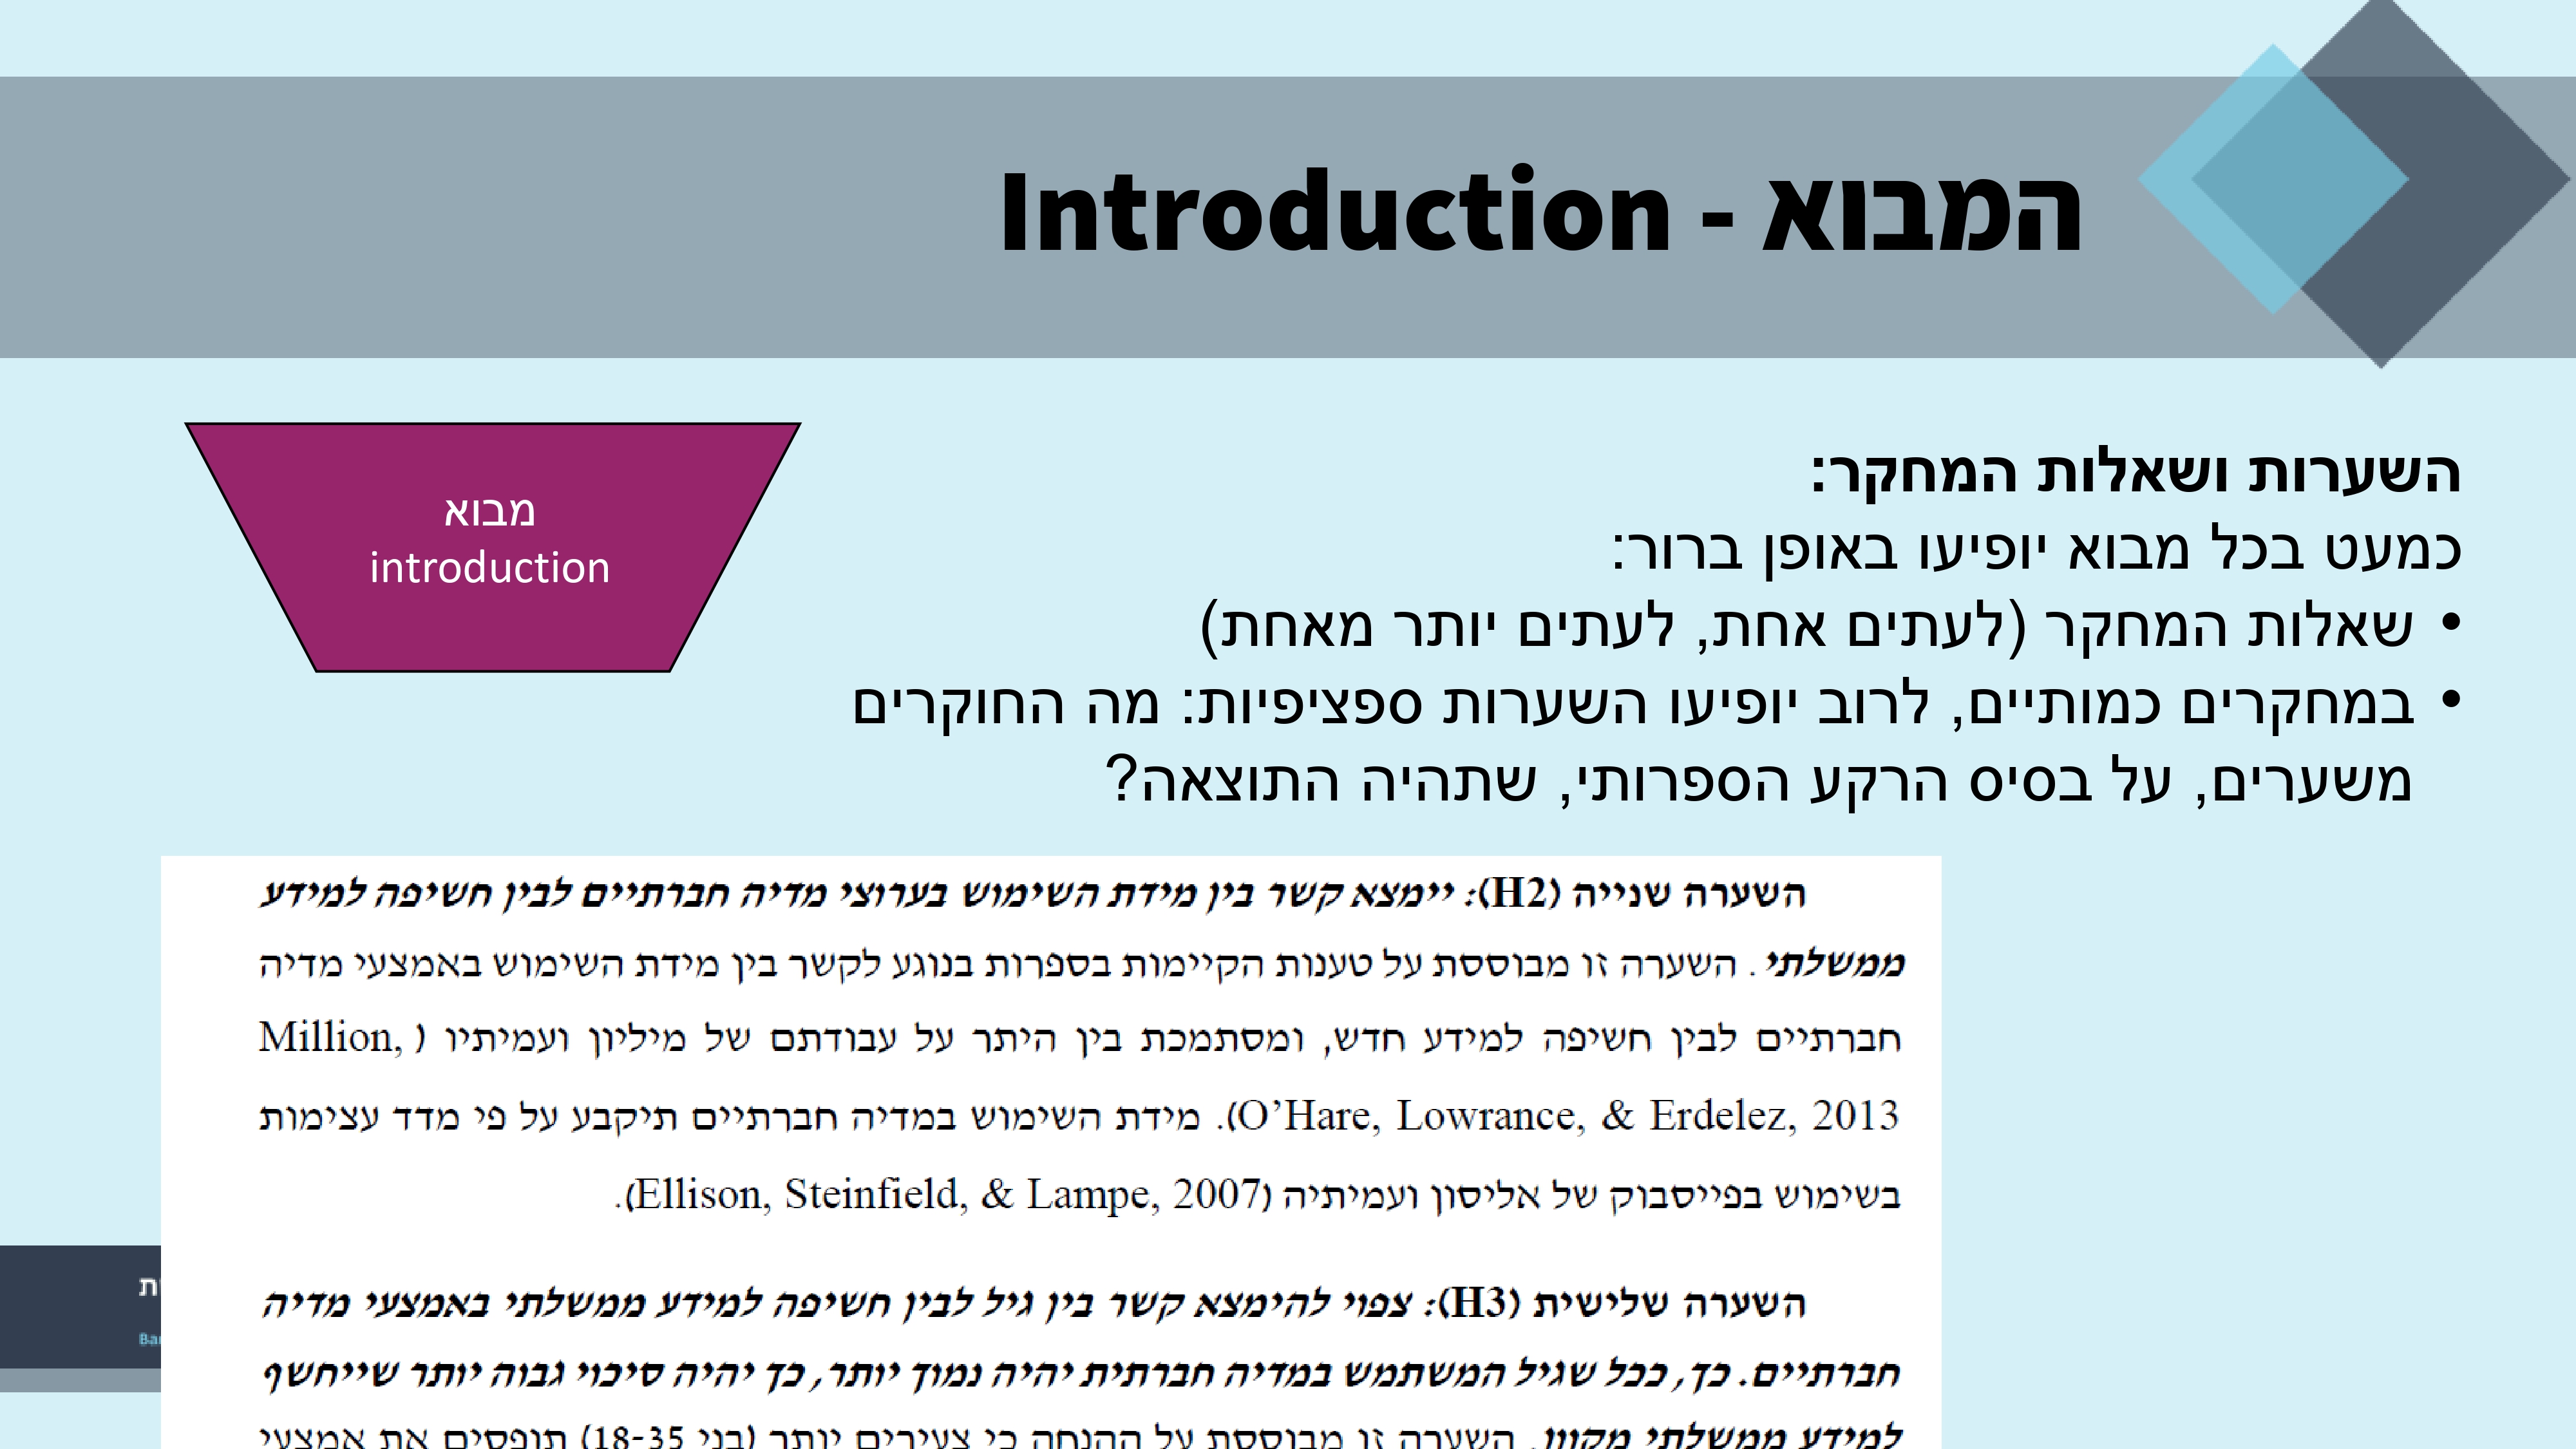 המבוא - Introduction
השערות ושאלות המחקר:
כמעט בכל מבוא יופיעו באופן ברור:
• שאלות המחקר (לעתים אחת, לעתים יותר מאחת)
• במחקרים כמותיים, לרוב יופיעו השערות ספציפיות: מה החוקרים
משערים, על בסיס הרקע הספרותי, שתהיה התוצאה?
מבוא
introduction
השערה שנייה (H2): יימצא קשר בין מידת השימוש בערוצי מדיה חברתיים לבין חשיפה למידע
ממשלתי. השערה זו מבוססת על טענות הקיימות בספרות בנוגע לקשר בין מידת השימוש באמצעי מדיה
חברתיים לבין חשיפה למידע חדש, ומסתמכת בין היתר על עבודתם של מיליון ועמיתיו (Million,
O’Hare, Lowrance, & Erdelez, 2013). מידת השימוש במדיה חברתיים תיקבע על פי מדד עצימות
בשימוש בפייסבוק של אליסון ועמיתיה (Ellison, Steinfield, & Lampe, 2007).
השערה שלישית (H3): צפוי להימצא קשר בין גיל לבין חשיפה למידע ממשלתי באמצעי מדיה
חברתיים. כך, ככל שגיל המשתמש במדיה חברתית יהיה נמוך יותר, כך יהיה סיכוי גבוה יותר שייחשף
למידע ממשלתי מקוון. השערה זו מבוססת על ההנחה כי צעירים יותר (בני 18-35) תופסים את אמצעי